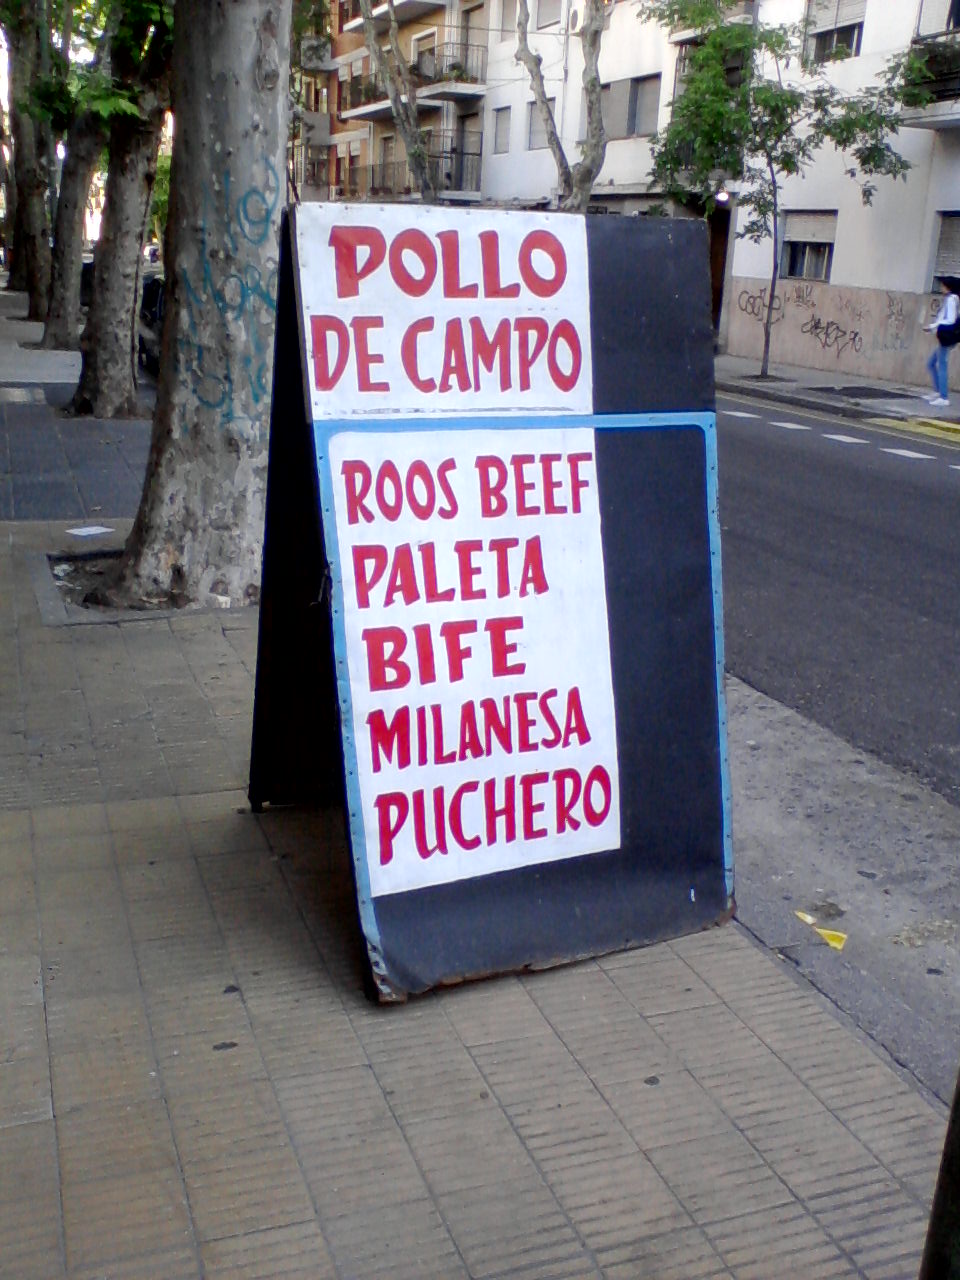 POLLO
DE CAMPO
ROOS BEEF
PALETA
BIFE
MILANESA
PUCHERO